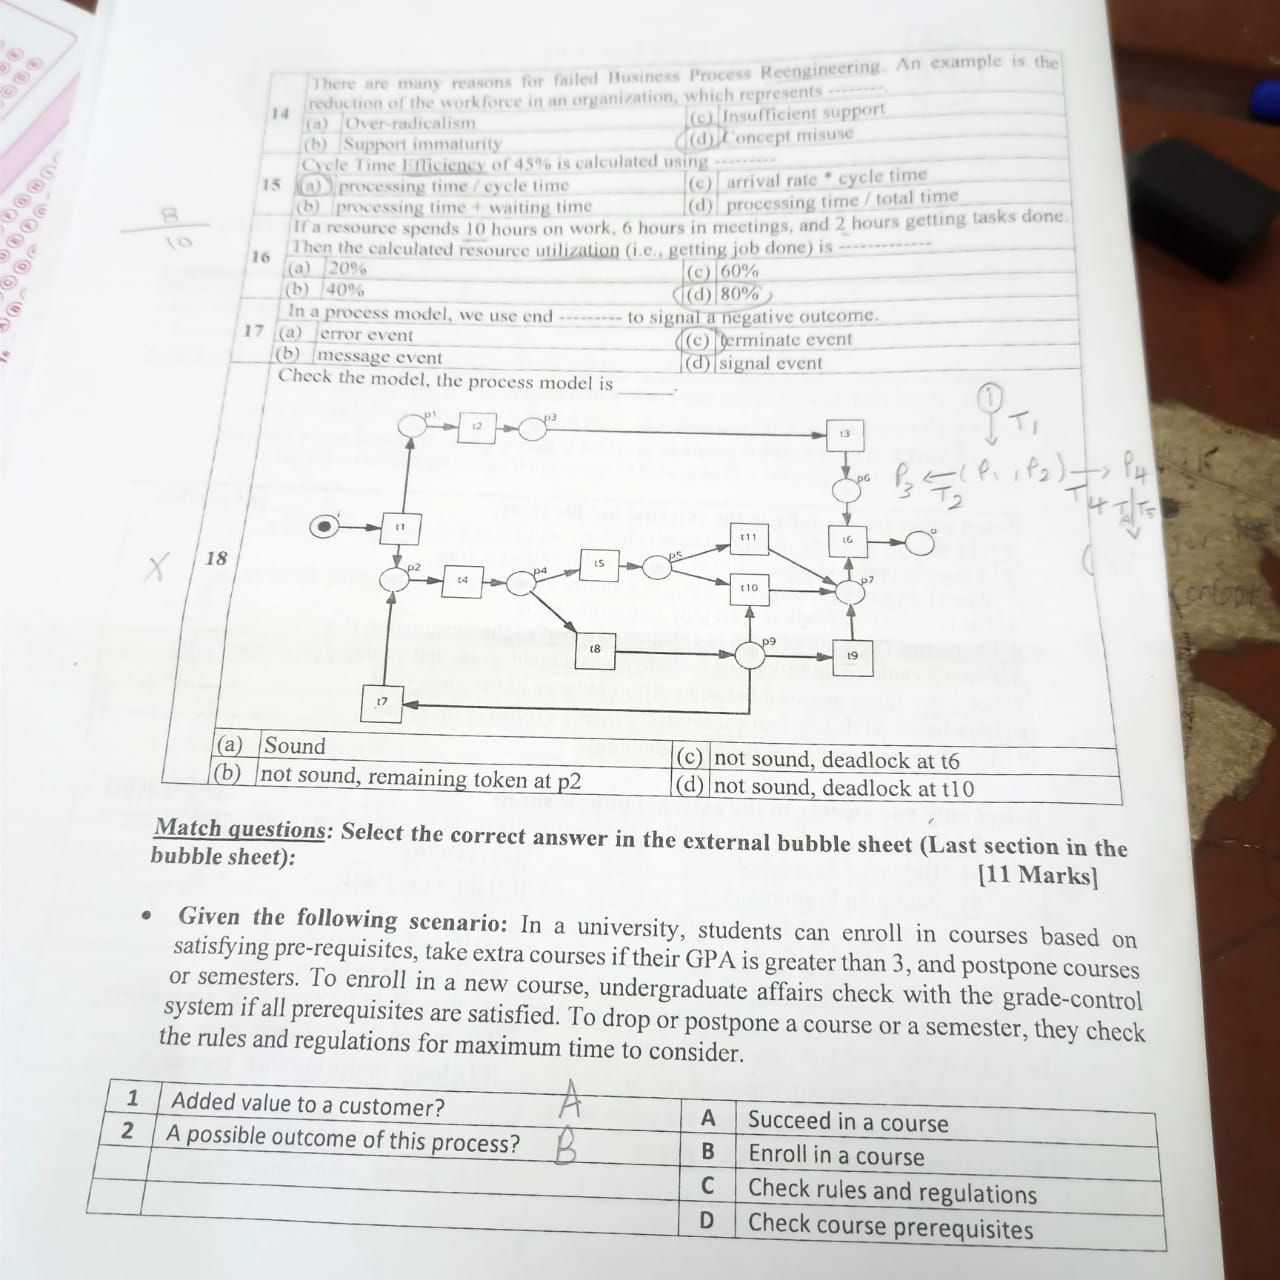 There are many reasons for failed Business Process Reengineering. An example is the
reduction of the workforce in an organization, which represents --------.
14
(a) Over-radicalism
(c) Insufficient support
(b) Support immaturity
(d) Concept misuse
Cycle Time Efficiency of 45% is calculated using ---------
15
(a) processing time / cycle time
(c) arrival rate * cycle time
(b) processing time + waiting time
(d) processing time / total time
8
10
If a resource spends 10 hours on work, 6 hours in meetings, and 2 hours getting tasks done.
Then the calculated resource utilization (i.e., getting job done) is --------------
16
(a) 20%
(c) 60%
(b) 40%
(d) 80%
In a process model, we use end --------- to signal a negative outcome.
17
(a) error event
(c) terminate event
(b) message event
(d) signal event
Check the model, the process model is ______.
p1
t2
p3
t3
i
T1
P3 ← (P1, P2) → P4
T2
T4
T5
p6
i
t1
t11
t6
o
X
18
p2
t4
p4
t5
p5
t10
p7
t8
p9
t9
t7
(a) Sound
(c) not sound, deadlock at t6
(b) not sound, remaining token at p2
(d) not sound, deadlock at t10
Match questions: Select the correct answer in the external bubble sheet (Last section in the
bubble sheet):
[11 Marks]
• Given the following scenario: In a university, students can enroll in courses based on
satisfying pre-requisites, take extra courses if their GPA is greater than 3, and postpone courses
or semesters. To enroll in a new course, undergraduate affairs check with the grade-control
system if all prerequisites are satisfied. To drop or postpone a course or a semester, they check
the rules and regulations for maximum time to consider.
1 Added value to a customer? A
A Succeed in a course
2 A possible outcome of this process? B
B Enroll in a course
C Check rules and regulations
D Check course prerequisites